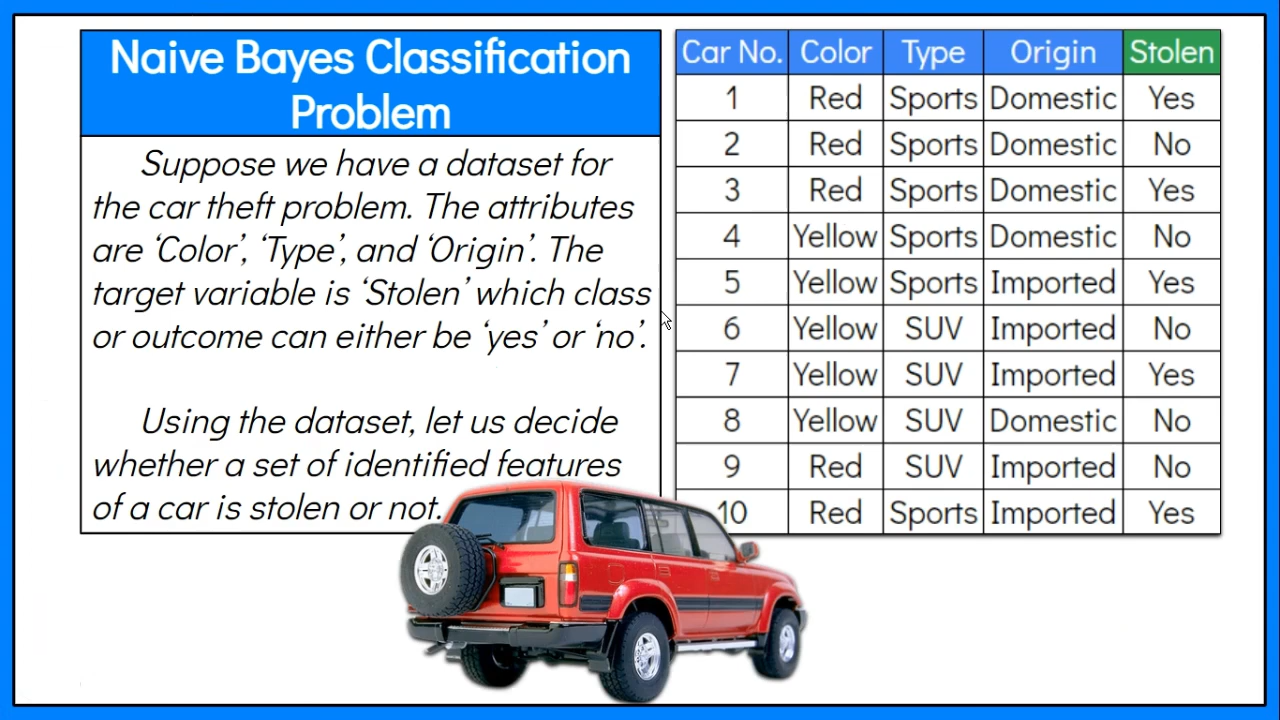 Naive Bayes Classification
Problem
Suppose we have a dataset for
the car theft problem. The attributes
are ‘Color’, ‘Type’, and ‘Origin’. The
target variable is ‘Stolen’ which class
or outcome can either be ‘yes’ or ‘no’.
Using the dataset, let us decide
whether a set of identified features
of a car is stolen or not.
Car No. Color Type Origin Stolen
1 Red Sports Domestic Yes
2 Red Sports Domestic No
3 Red Sports Domestic Yes
4 Yellow Sports Domestic No
5 Yellow Sports Imported Yes
6 Yellow SUV Imported No
7 Yellow SUV Imported Yes
8 Yellow SUV Domestic No
9 Red SUV Imported No
10 Red Sports Imported Yes